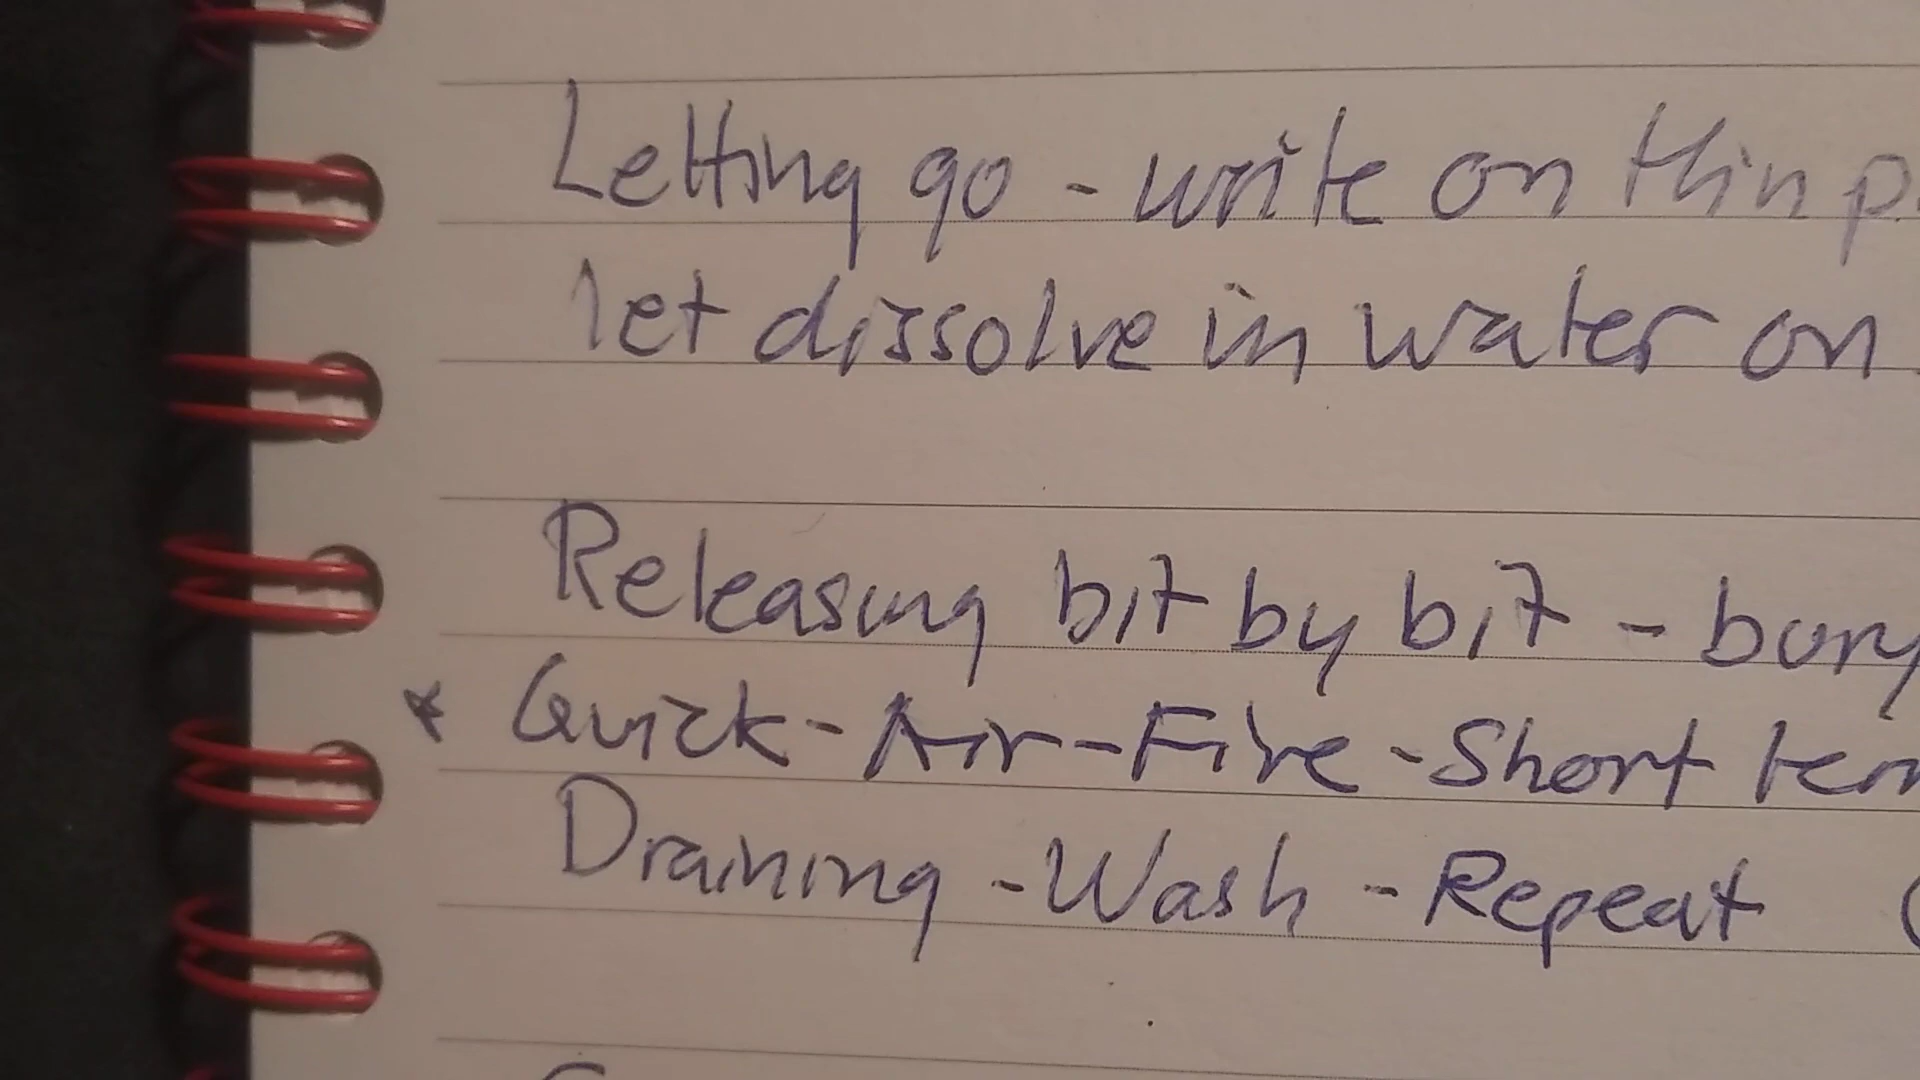 Letting go - write on thin p
let dissolve in water on
Releasing bit by bit - bury
* Quick - Air - Fire - Short term
Draining - Wash - Repeat (